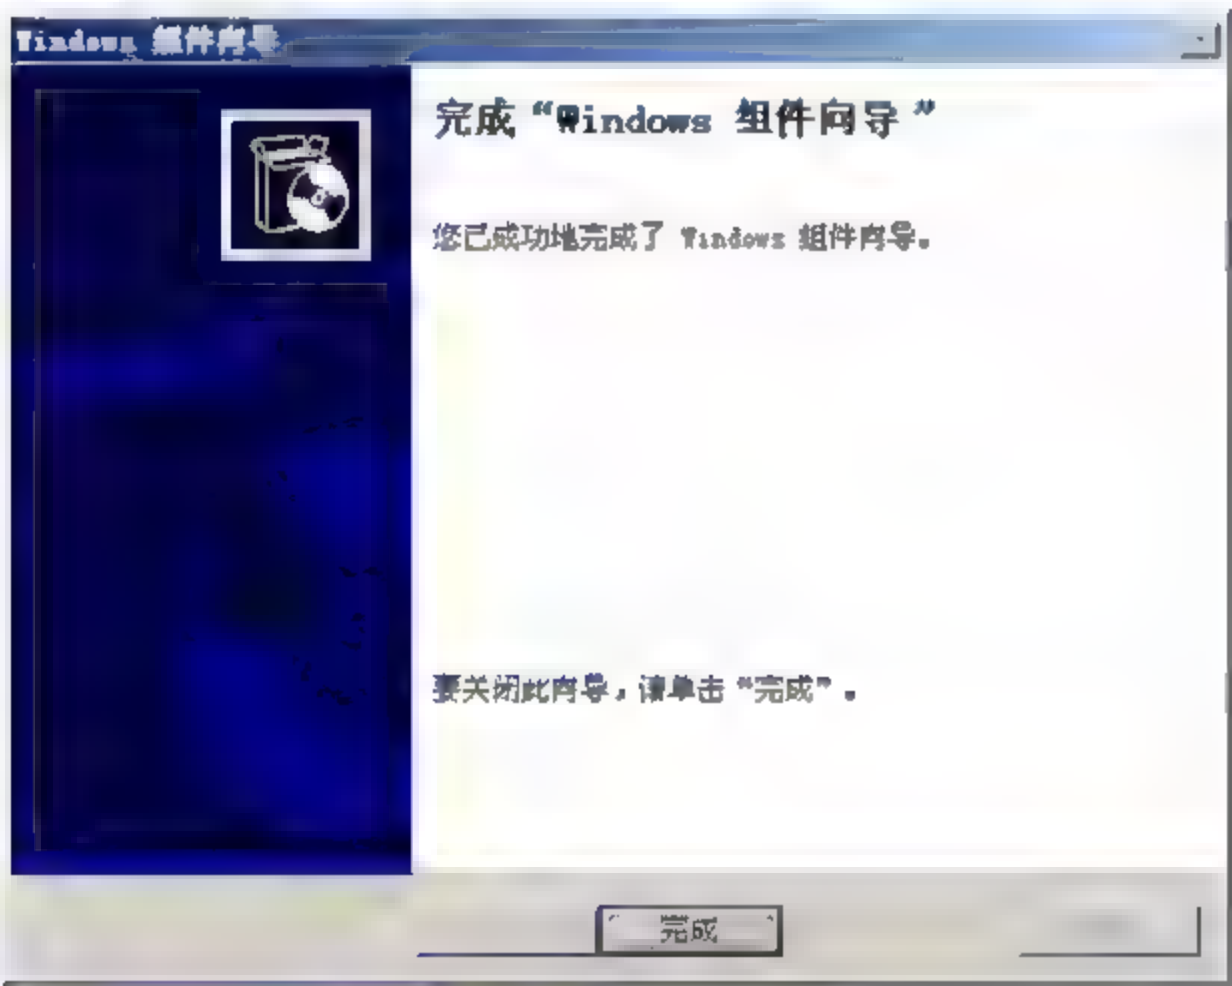 Windows 组件向导
完成“Windows 组件向导”
您已成功地完成了 Windows 组件向导。
要关闭此向导，请单击“完成”。
完成